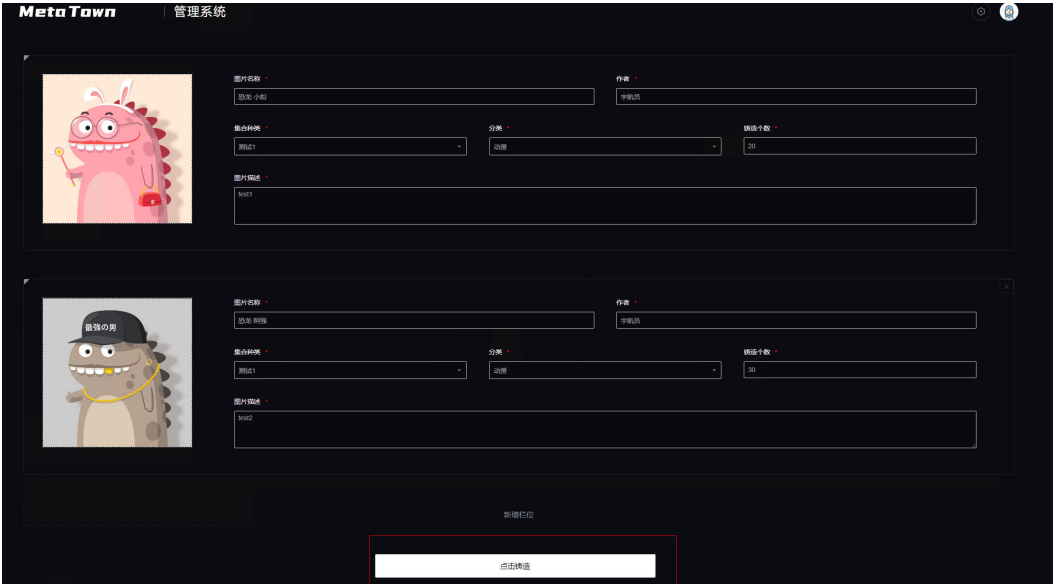 MetaTown 管理系统
图片名称 * 作者 *
恐龙 小粉 宇航员
集合种类 * 分类 * 铸造个数 *
测试1 动漫 20
图片描述 *
test1
图片名称 * 作者 *
恐龙 阿强 宇航员
最強の男
集合种类 * 分类 * 铸造个数 *
测试1 动漫 30
图片描述 *
test2
新增栏位
点击铸造